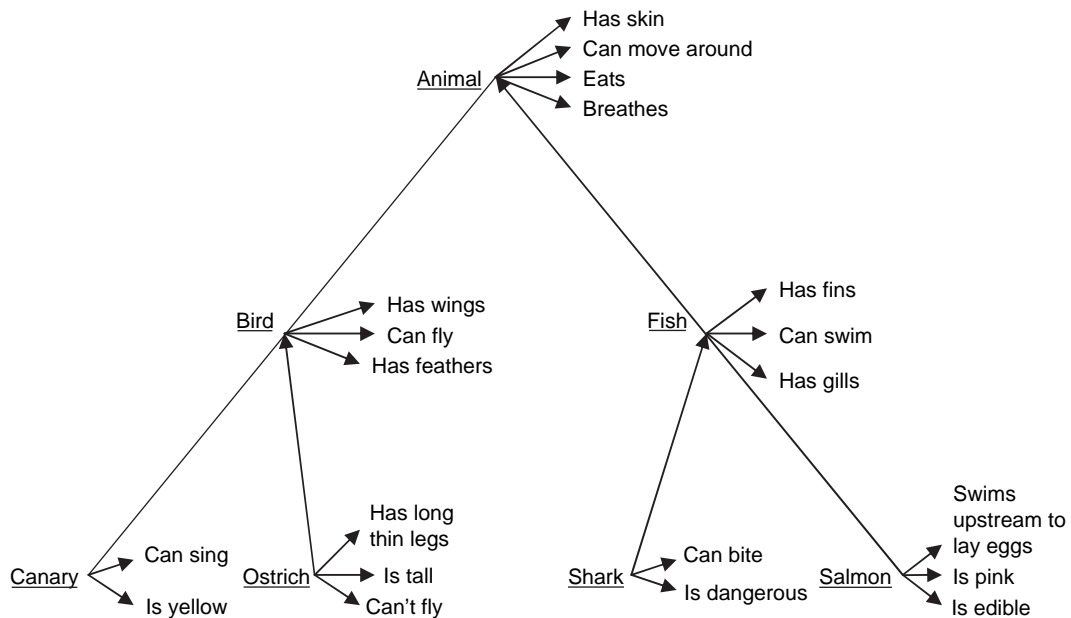 Has skin
Can move around
Animal
Eats
Breathes
Has wings
Bird
Can fly
Has feathers
Has fins
Fish
Can swim
Has gills
Can sing
Canary
Is yellow
Has long
thin legs
Ostrich
Is tall
Can't fly
Can bite
Shark
Is dangerous
Swims
upstream to
lay eggs
Salmon
Is pink
Is edible